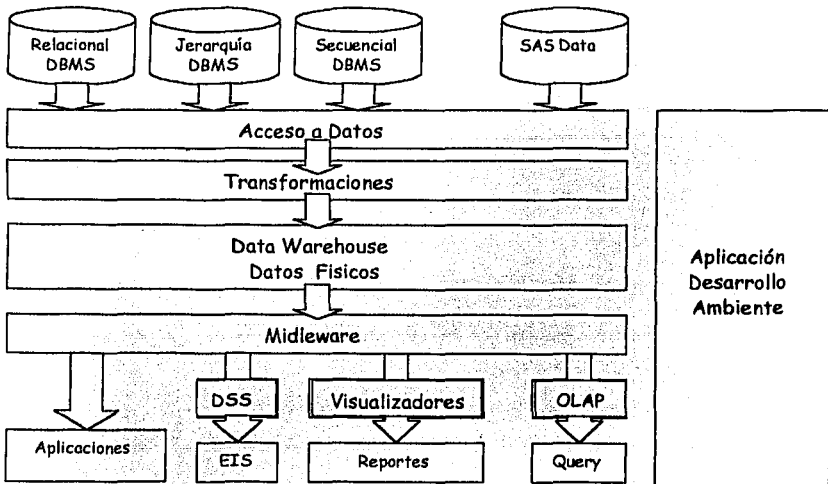 Relacional
DBMS
Jerarquía
DBMS
Secuencial
DBMS
SAS Data
Acceso a Datos
Transformaciones
Data Warehouse
Datos Fisicos
Midleware
DSS
Visualizadores
OLAP
Aplicaciones
EIS
Reportes
Query
Aplicación
Desarrollo
Ambiente